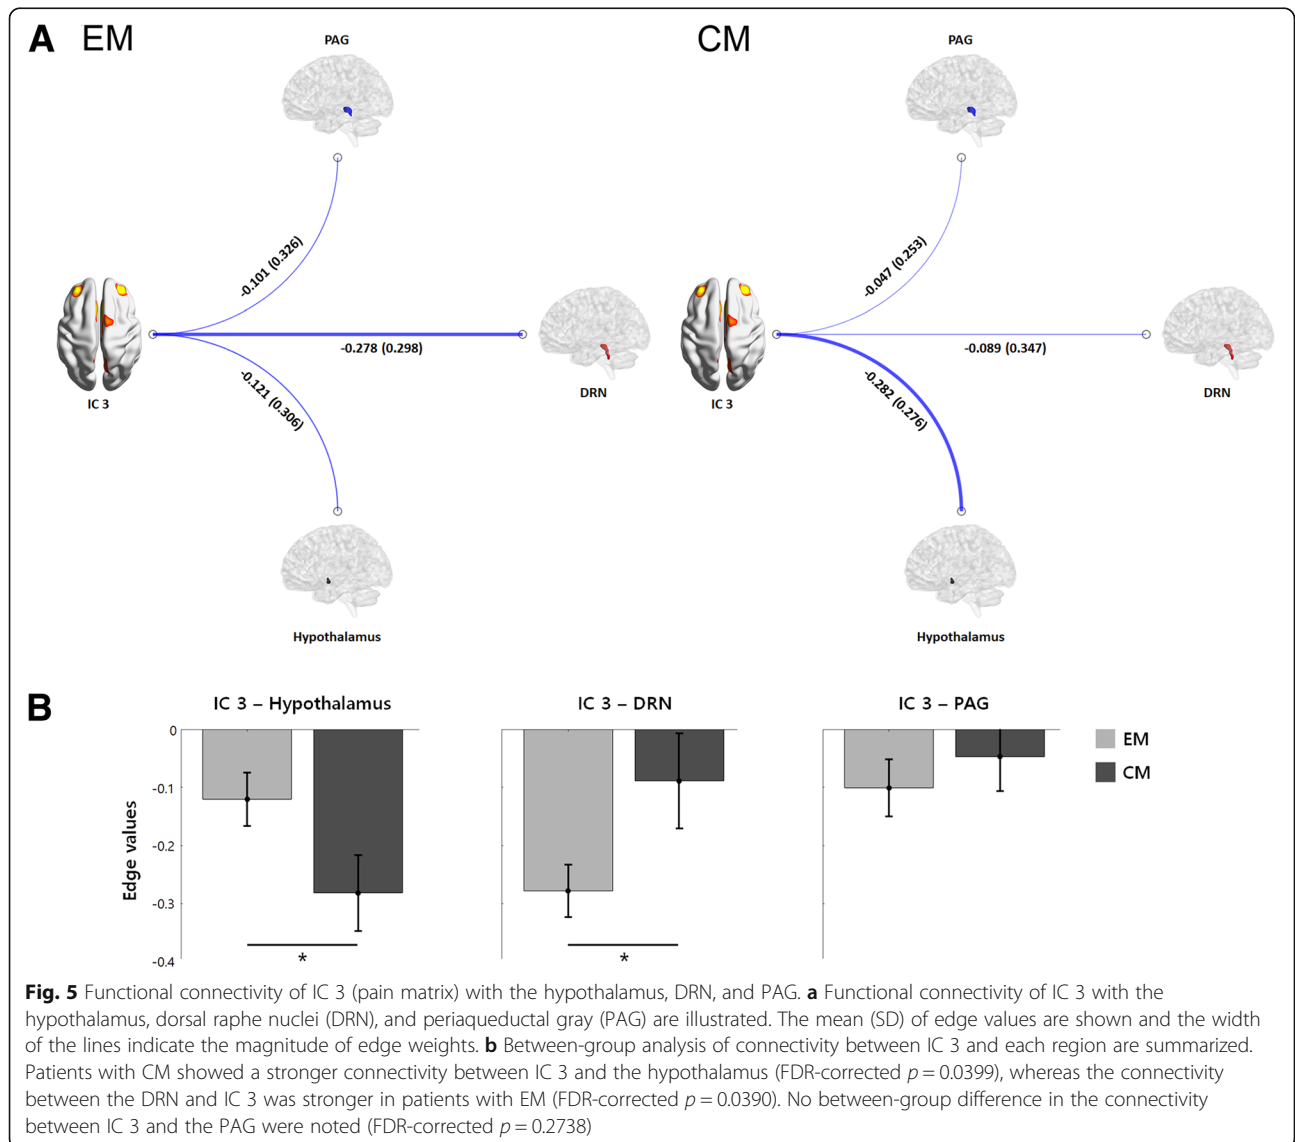 A EM
CM
PAG
PAG
-0.101 (0.326)
-0.047 (0.253)
-0.278 (0.298)
-0.089 (0.347)
IC 3
DRN
IC 3
DRN
-0.121 (0.306)
-0.282 (0.276)
Hypothalamus
Hypothalamus
B
IC 3 – Hypothalamus
IC 3 – DRN
IC 3 – PAG
Edge values
0
-0.1
-0.2
-0.3
-0.4
*
*
EM
CM
Fig. 5 Functional connectivity of IC 3 (pain matrix) with the hypothalamus, DRN, and PAG. a Functional connectivity of IC 3 with the
hypothalamus, dorsal raphe nuclei (DRN), and periaqueductal gray (PAG) are illustrated. The mean (SD) of edge values are shown and the width
of the lines indicate the magnitude of edge weights. b Between-group analysis of connectivity between IC 3 and each region are summarized.
Patients with CM showed a stronger connectivity between IC 3 and the hypothalamus (FDR-corrected p = 0.0399), whereas the connectivity
between the DRN and IC 3 was stronger in patients with EM (FDR-corrected p = 0.0390). No between-group difference in the connectivity
between IC 3 and the PAG were noted (FDR-corrected p = 0.2738)